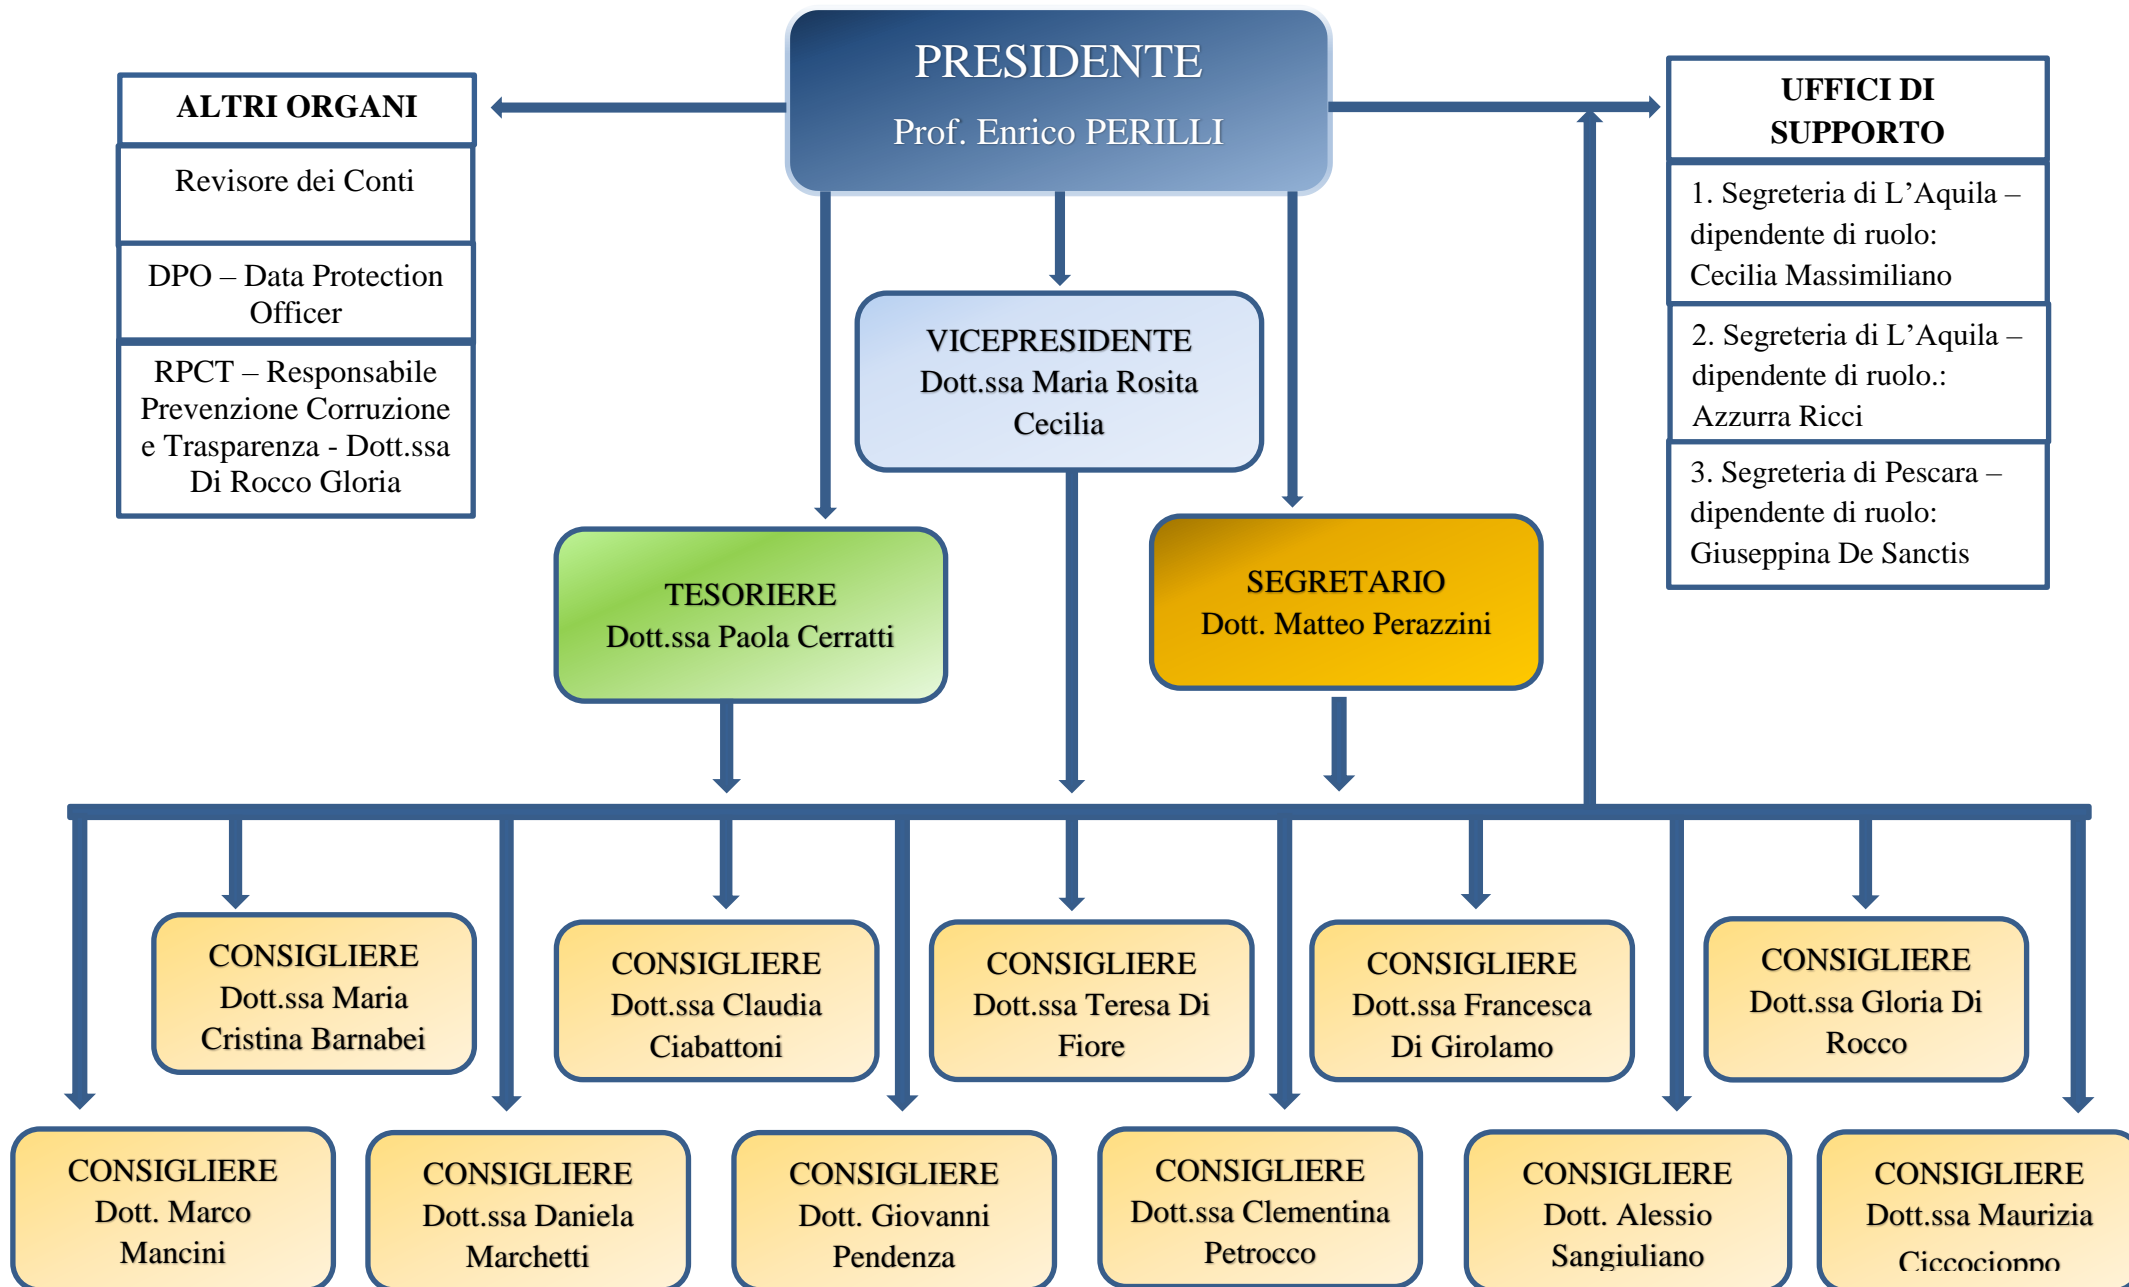 PRESIDENTE
Prof. Enrico PERILLI
ALTRI ORGANI
Revisore dei Conti
DPO – Data Protection
Officer
RPCT – Responsabile
Prevenzione Corruzione
e Trasparenza - Dott.ssa
Di Rocco Gloria
UFFICI DI
SUPPORTO
1. Segreteria di L’Aquila –
dipendente di ruolo:
Cecilia Massimiliano
2. Segreteria di L’Aquila –
dipendente di ruolo.:
Azzurra Ricci
3. Segreteria di Pescara –
dipendente di ruolo:
Giuseppina De Sanctis
VICEPRESIDENTE
Dott.ssa Maria Rosita
Cecilia
TESORIERE
Dott.ssa Paola Cerratti
SEGRETARIO
Dott. Matteo Perazzini
CONSIGLIERE
Dott.ssa Maria
Cristina Barnabei
CONSIGLIERE
Dott.ssa Claudia
Ciabattoni
CONSIGLIERE
Dott.ssa Teresa Di
Fiore
CONSIGLIERE
Dott.ssa Francesca
Di Girolamo
CONSIGLIERE
Dott.ssa Gloria Di
Rocco
CONSIGLIERE
Dott. Marco
Mancini
CONSIGLIERE
Dott.ssa Daniela
Marchetti
CONSIGLIERE
Dott. Giovanni
Pendenza
CONSIGLIERE
Dott.ssa Clementina
Petrocco
CONSIGLIERE
Dott. Alessio
Sangiuliano
CONSIGLIERE
Dott.ssa Maurizia
Ciccocioppo